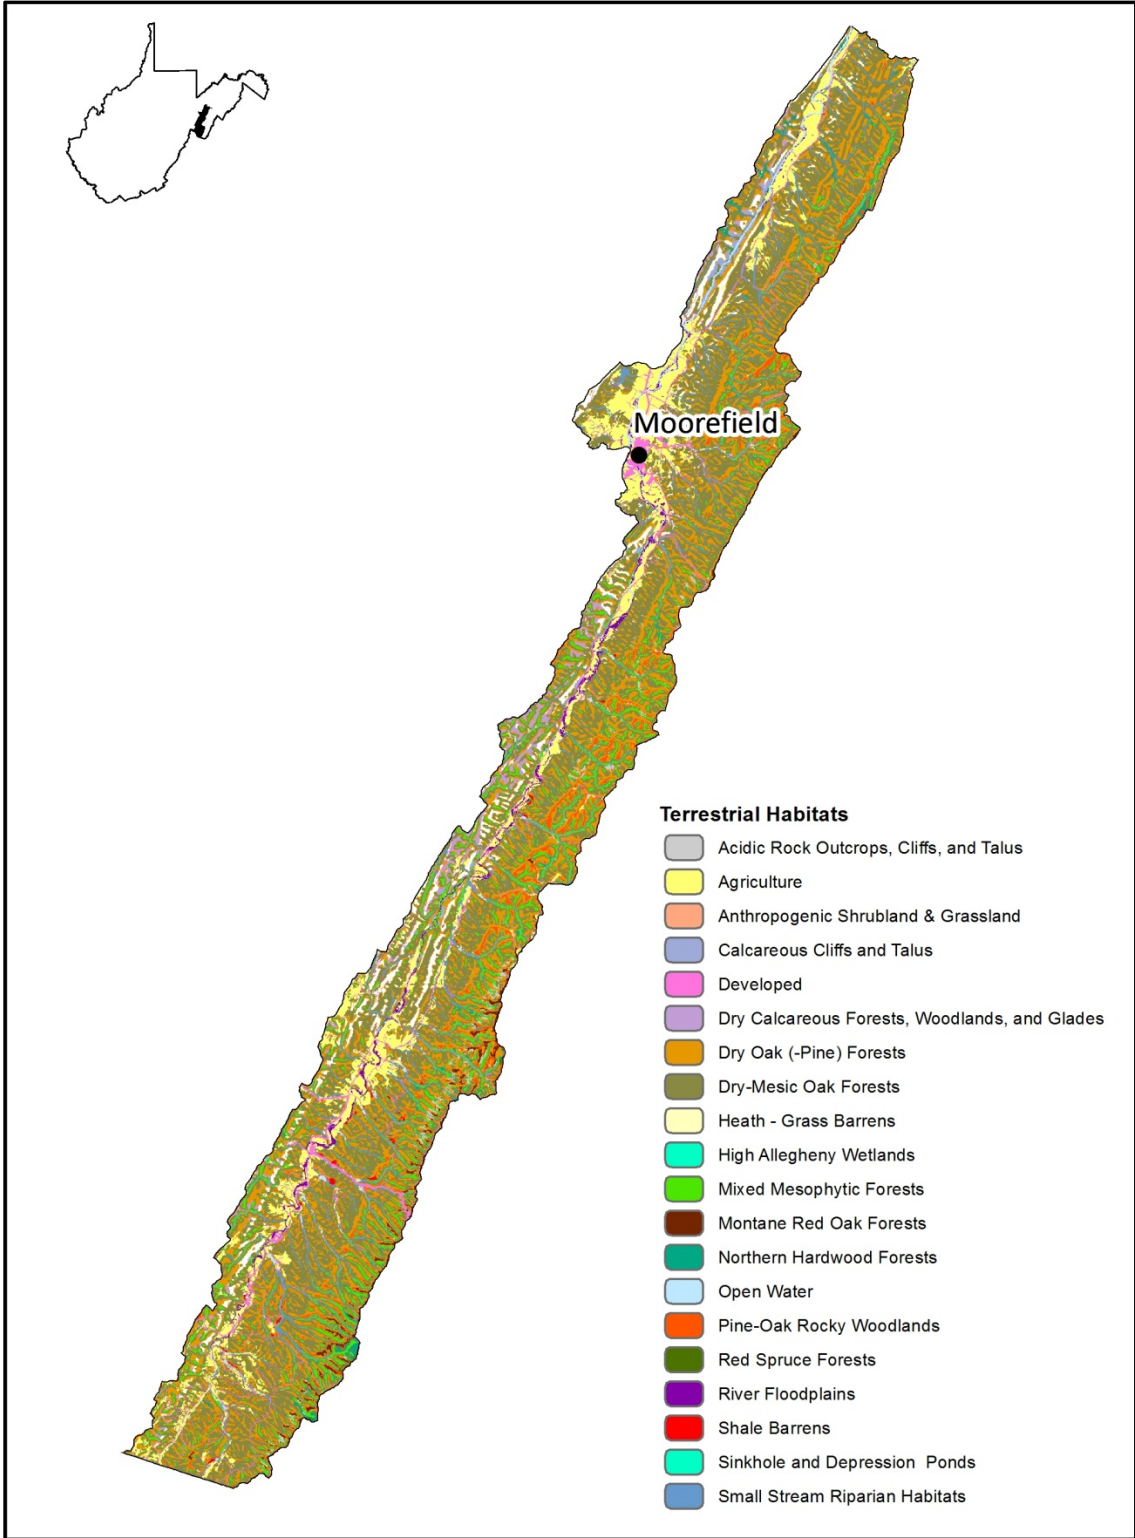 Moorefield
Terrestrial Habitats
Acidic Rock Outcrops, Cliffs, and Talus
Agriculture
Anthropogenic Shrubland & Grassland
Calcareous Cliffs and Talus
Developed
Dry Calcareous Forests, Woodlands, and Glades
Dry Oak (-Pine) Forests
Dry-Mesic Oak Forests
Heath - Grass Barrens
High Allegheny Wetlands
Mixed Mesophytic Forests
Montane Red Oak Forests
Northern Hardwood Forests
Open Water
Pine-Oak Rocky Woodlands
Red Spruce Forests
River Floodplains
Shale Barrens
Sinkhole and Depression  Ponds
Small Stream Riparian Habitats